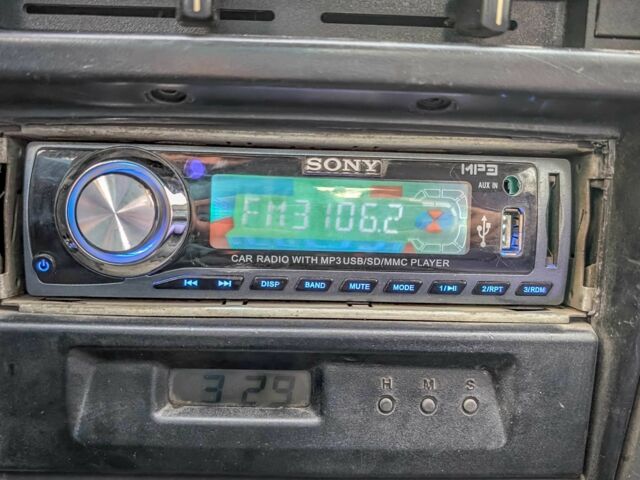 SONY
MP3
AUX IN
FM3 106.2
CAR RADIO WITH MP3 USB/SD/MMC PLAYER
DISP BAND MUTE MODE 1/▶II 2/RPT 3/RDM
3:29
H M S